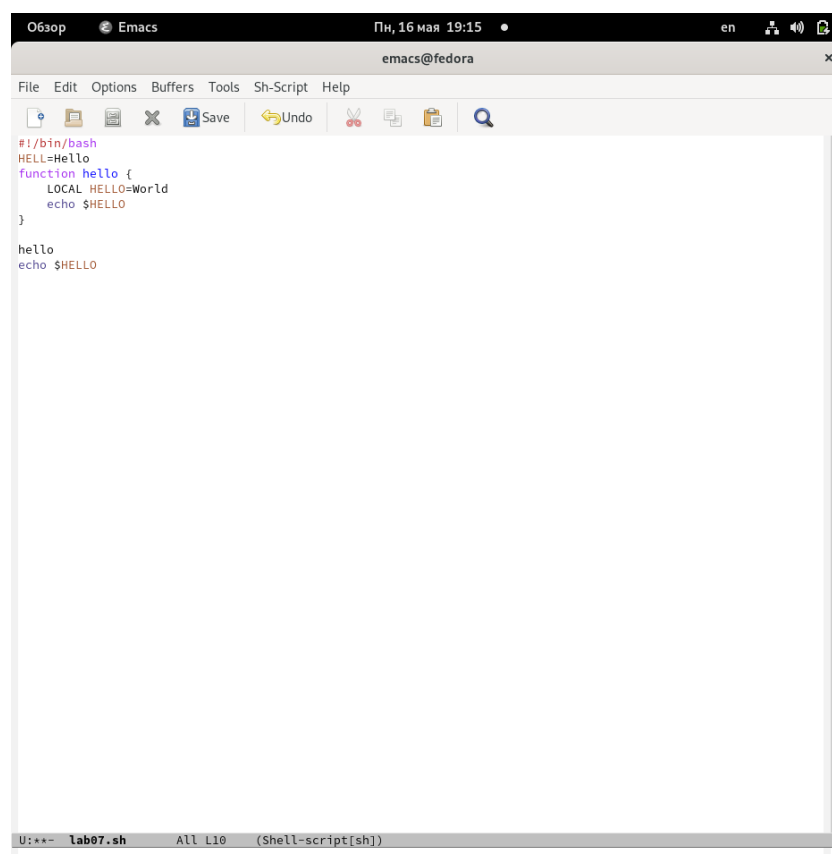 Обзор Emacs Пн, 16 мая 19:15 en
emacs@fedora ×
File Edit Options Buffers Tools Sh-Script Help
Save Undo
#!/bin/bash
HELL=Hello
function hello {
    LOCAL HELLO=World
    echo $HELLO
}
hello
echo $HELLO
U:**- lab07.sh All L10 (Shell-script[sh])